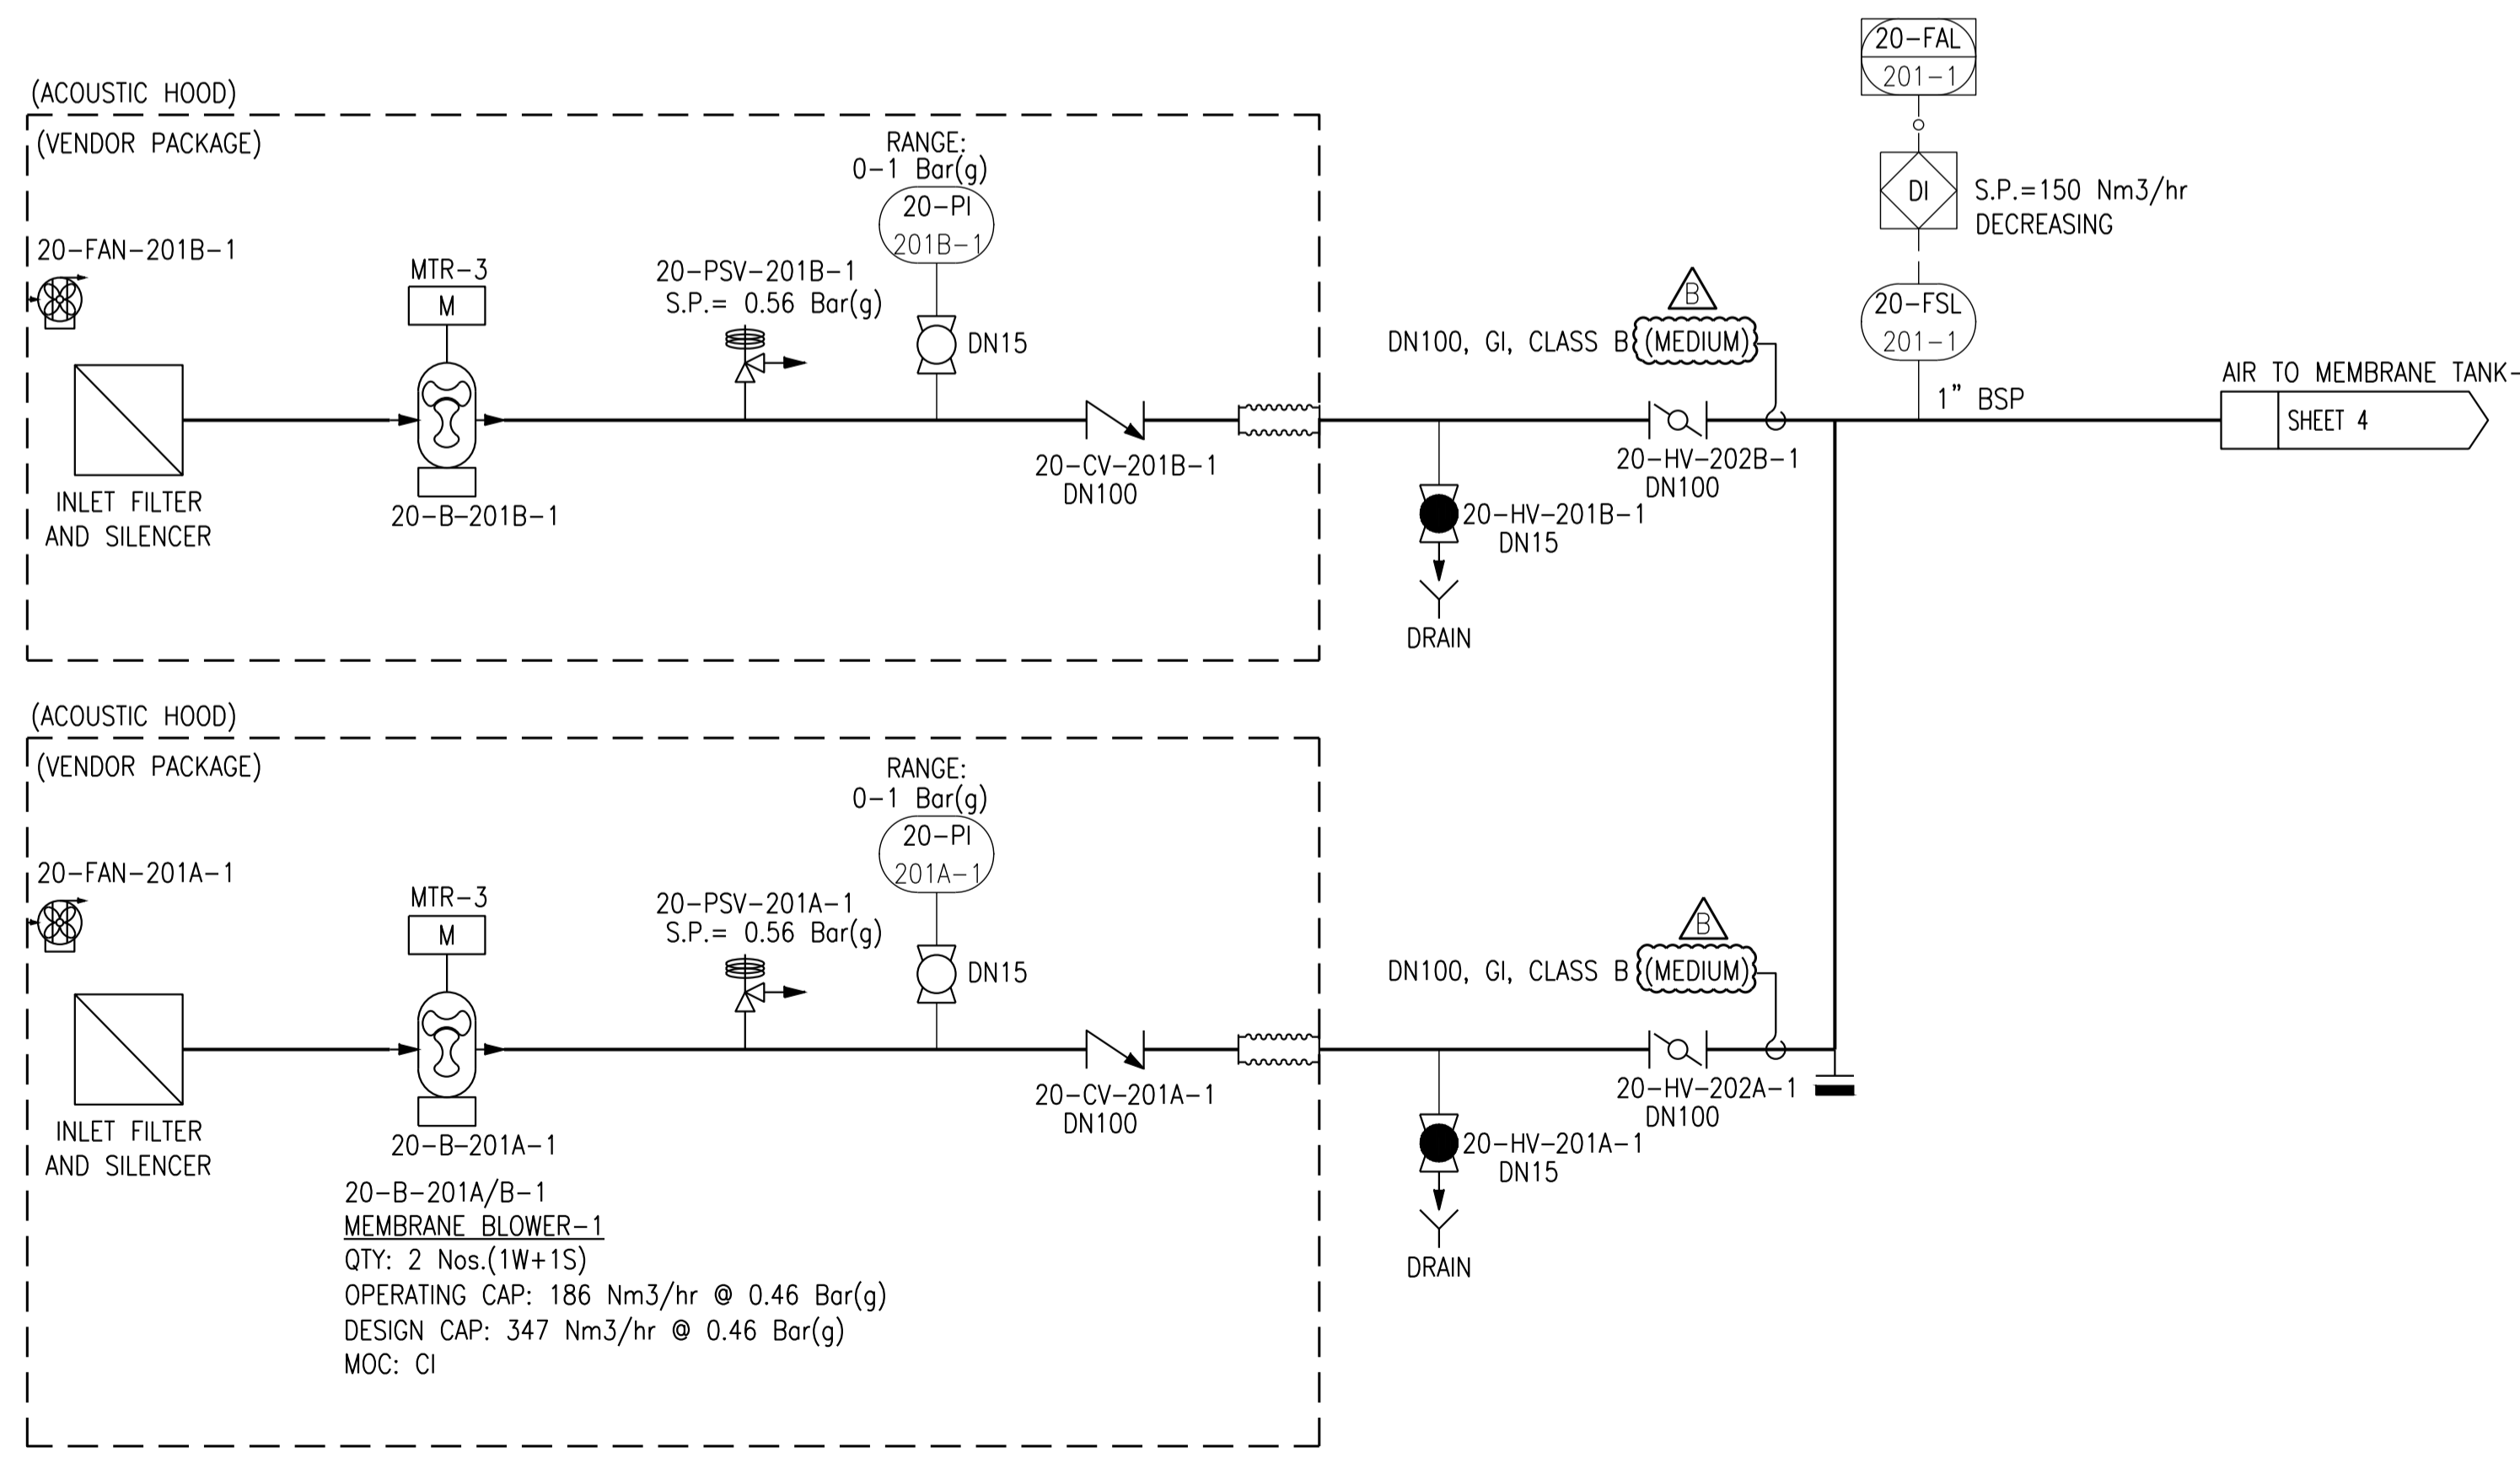 20-FAL
201-1
DI
S.P.=150 Nm3/hr
DECREASING
20-FSL
201-1
1" BSP
AIR TO MEMBRANE TANK-
SHEET 4
(ACOUSTIC HOOD)
(VENDOR PACKAGE)
20-FAN-201B-1
INLET FILTER
AND SILENCER
MTR-3
M
20-B-201B-1
20-PSV-201B-1
S.P.= 0.56 Bar(g)
RANGE:
0-1 Bar(g)
20-PI
201B-1
DN15
20-CV-201B-1
DN100
B
DN100, GI, CLASS B (MEDIUM)
20-HV-202B-1
DN100
20-HV-201B-1
DN15
DRAIN
(ACOUSTIC HOOD)
(VENDOR PACKAGE)
20-FAN-201A-1
INLET FILTER
AND SILENCER
MTR-3
M
20-B-201A-1
20-PSV-201A-1
S.P.= 0.56 Bar(g)
RANGE:
0-1 Bar(g)
20-PI
201A-1
DN15
20-CV-201A-1
DN100
B
DN100, GI, CLASS B (MEDIUM)
20-HV-202A-1
DN100
20-HV-201A-1
DN15
DRAIN
20-B-201A/B-1
MEMBRANE BLOWER-1
QTY: 2 Nos.(1W+1S)
OPERATING CAP: 186 Nm3/hr @ 0.46 Bar(g)
DESIGN CAP: 347 Nm3/hr @ 0.46 Bar(g)
MOC: CI